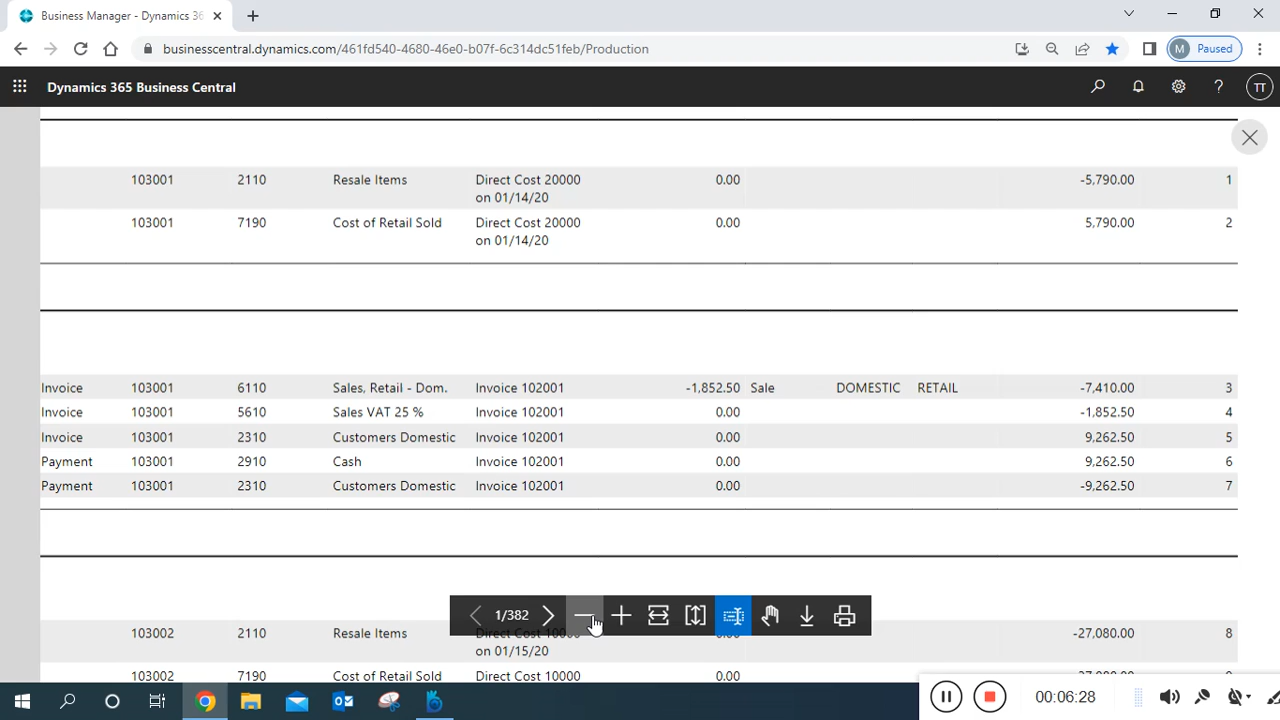 Business Manager - Dynamics 36
businesscentral.dynamics.com/461fd540-4680-46e0-b07f-6c314dc51feb/Production
M Paused
Dynamics 365 Business Central
TT
103001 2110 Resale Items Direct Cost 20000 0.00 -5,790.00 1
on 01/14/20
103001 7190 Cost of Retail Sold Direct Cost 20000 0.00 5,790.00 2
on 01/14/20
Invoice 103001 6110 Sales, Retail - Dom. Invoice 102001 -1,852.50 Sale DOMESTIC RETAIL -7,410.00 3
Invoice 103001 5610 Sales VAT 25 % Invoice 102001 0.00 -1,852.50 4
Invoice 103001 2310 Customers Domestic Invoice 102001 0.00 9,262.50 5
Payment 103001 2910 Cash Invoice 102001 0.00 9,262.50 6
Payment 103001 2310 Customers Domestic Invoice 102001 0.00 -9,262.50 7
1/382
103002 2110 Resale Items Direct Cost 10000 0.00 -27,080.00 8
on 01/15/20
103002 7190 Cost of Retail Sold Direct Cost 10000 0.00
00:06:28